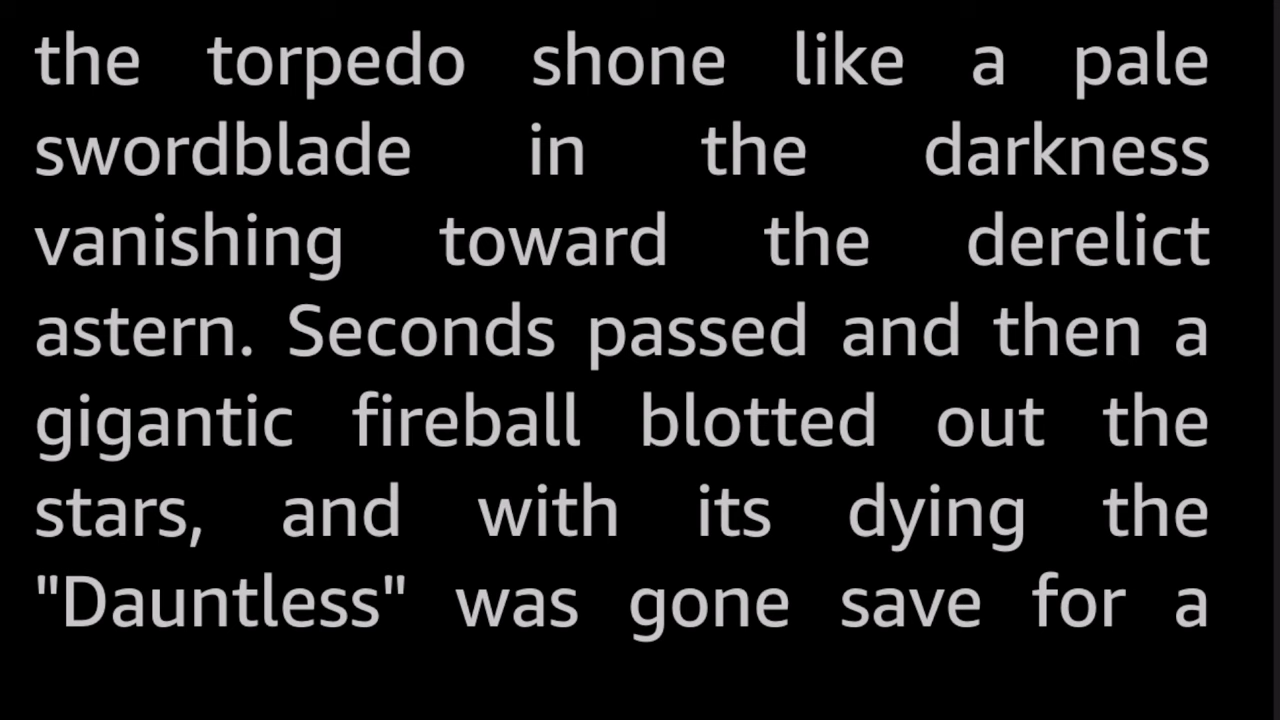 the torpedo shone like a pale
swordblade in the darkness
vanishing toward the derelict
astern. Seconds passed and then a
gigantic fireball blotted out the
stars, and with its dying the
"Dauntless" was gone save for a